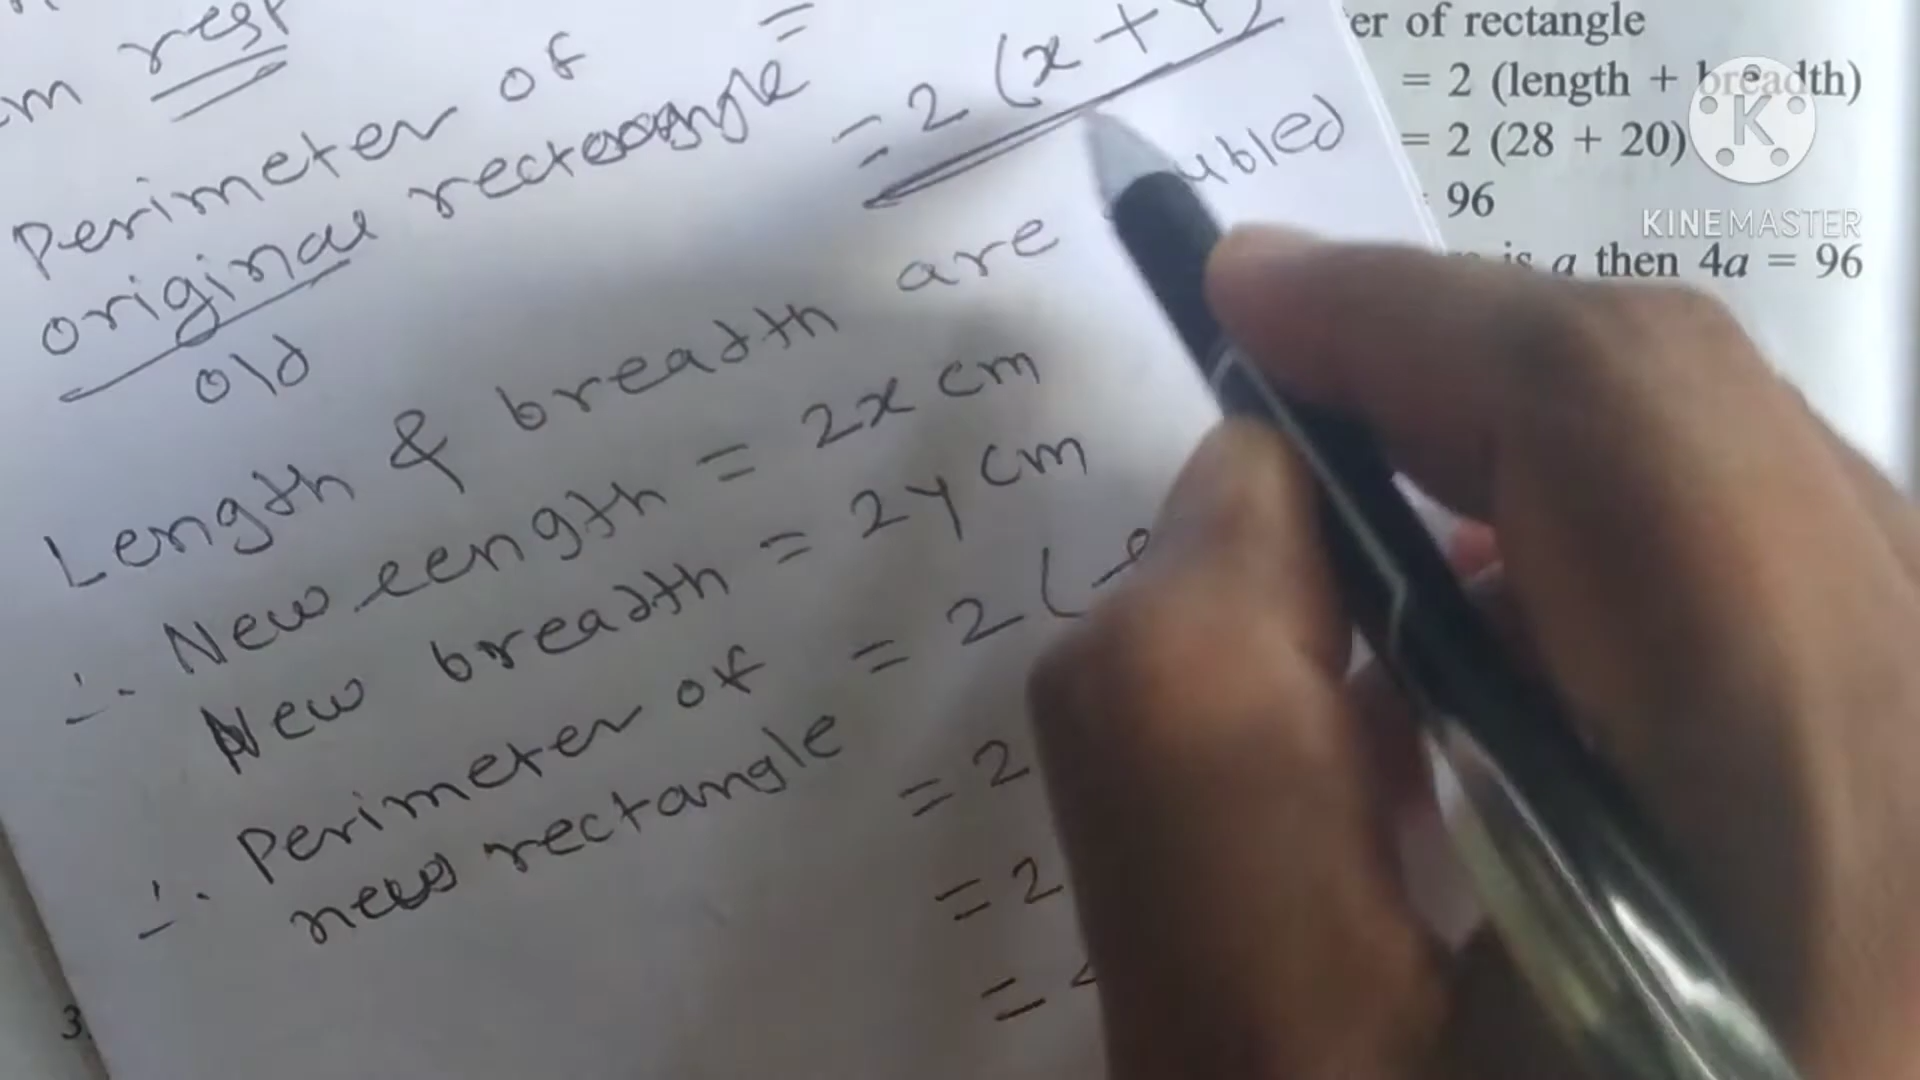 Perimeter of
original rectangle =
= 2 (x + y)
old
Length & breadth are
New length = 2x cm
New breadth = 2y cm
∴ Perimeter of = 2 (
new rectangle
= 2
= 2
=
3.
er of rectangle
= 2 (length + breadth)
= 2 (28 + 20)
96
is a then 4a = 96
K
KINEMASTER